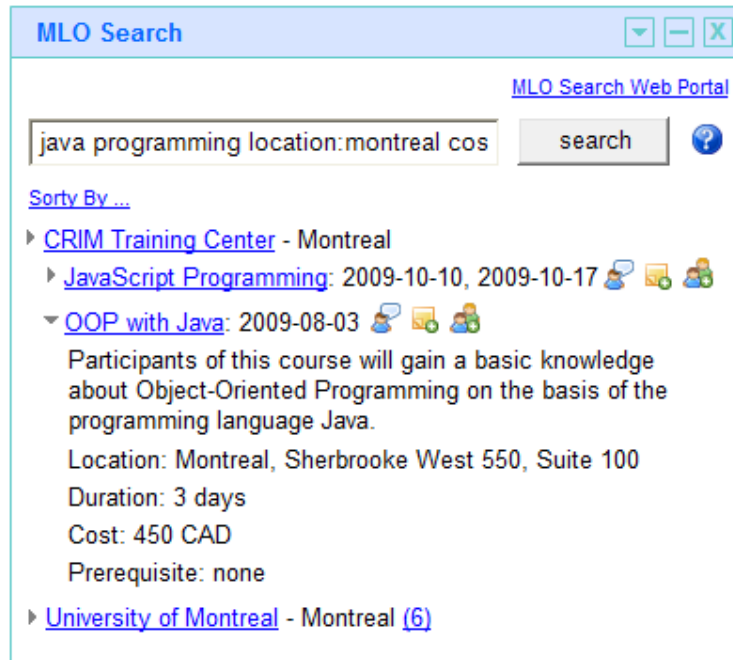 MLO Search
MLO Search Web Portal
java programming location:montreal cos
search
Sorty By ...
CRIM Training Center - Montreal
JavaScript Programming: 2009-10-10, 2009-10-17
OOP with Java: 2009-08-03
Participants of this course will gain a basic knowledge
about Object-Oriented Programming on the basis of the
programming language Java.
Location: Montreal, Sherbrooke West 550, Suite 100
Duration: 3 days
Cost: 450 CAD
Prerequisite: none
University of Montreal - Montreal (6)